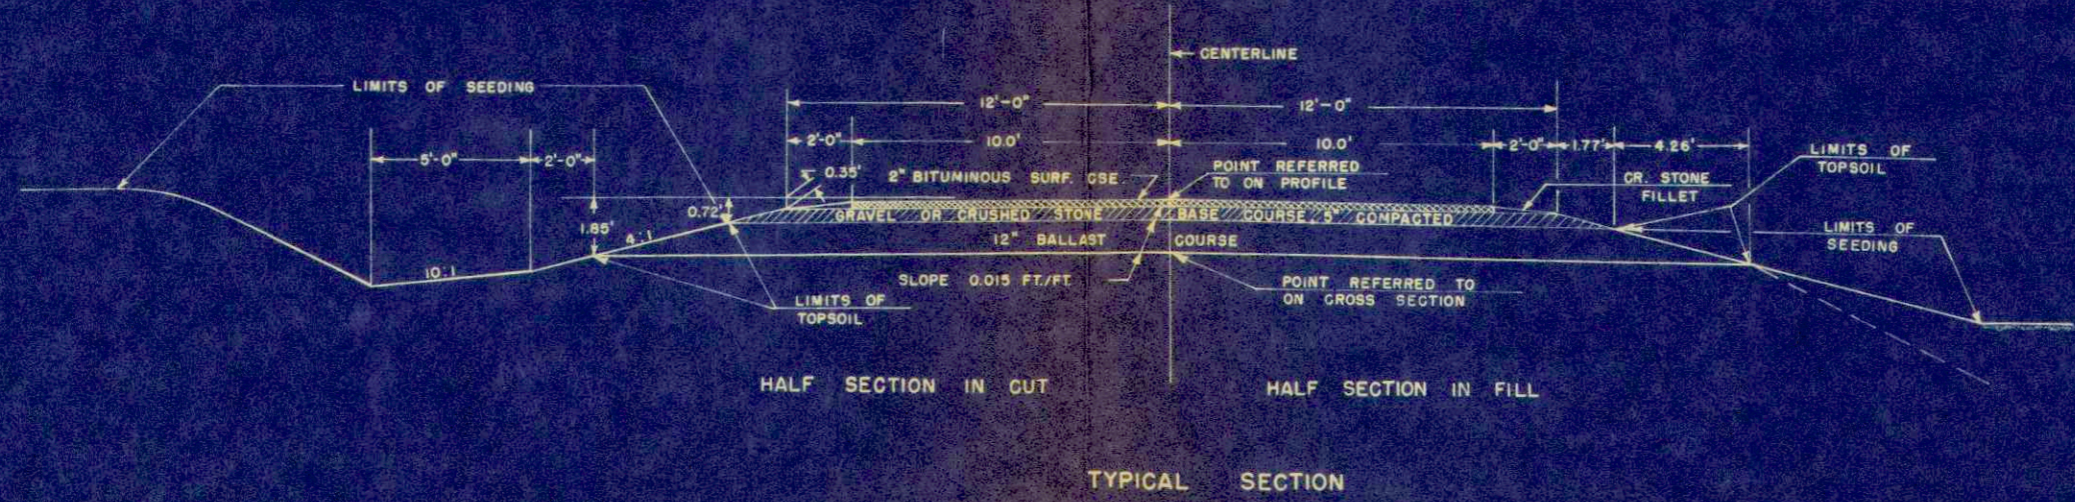 CENTERLINE
LIMITS OF SEEDING
12'-0"
12'-0"
2'-0"
10.0'
10.0'
2'-0"
1.77'
4.26'
5'-0"
2'-0"
LIMITS OF
TOPSOIL
0.35'
2" BITUMINOUS SURF. CSE.
POINT REFERRED
TO ON PROFILE
CR. STONE
FILLET
0.72'
GRAVEL OR CRUSHED STONE BASE COURSE, 5" COMPACTED
1.85'
4:1
12" BALLAST COURSE
LIMITS OF
SEEDING
10:1
SLOPE 0.015 FT./FT.
POINT REFERRED TO
ON CROSS SECTION
LIMITS OF
TOPSOIL
HALF SECTION IN CUT
HALF SECTION IN FILL
TYPICAL SECTION